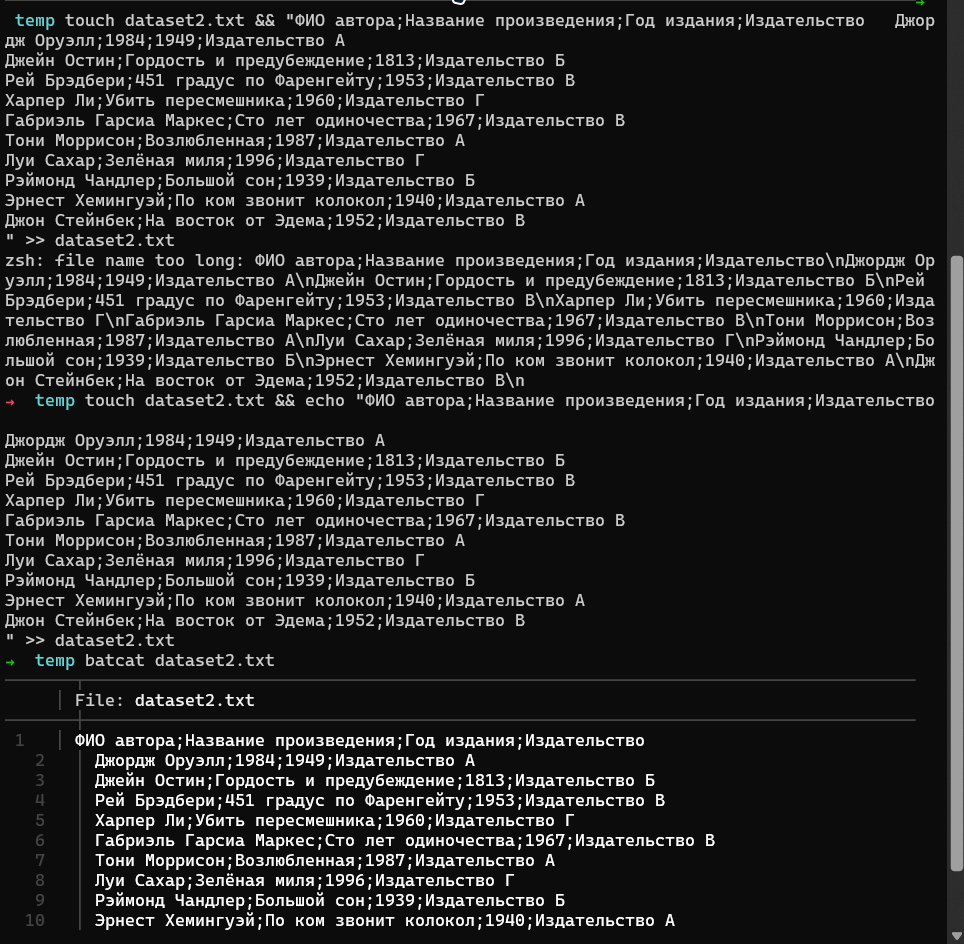 temp touch dataset2.txt && "ФИО автора;Название произведения;Год издания;Издательство   Джор
дж Оруэлл;1984;1949;Издательство А
Джейн Остин;Гордость и предубеждение;1813;Издательство Б
Рей Брэдбери;451 градус по Фаренгейту;1953;Издательство В
Харпер Ли;Убить пересмешника;1960;Издательство Г
Габриэль Гарсиа Маркес;Сто лет одиночества;1967;Издательство В
Тони Моррисон;Возлюбленная;1987;Издательство А
Луи Сахар;Зелёная миля;1996;Издательство Г
Рэймонд Чандлер;Большой сон;1939;Издательство Б
Эрнест Хемингуэй;По ком звонит колокол;1940;Издательство А
Джон Стейнбек;На восток от Эдема;1952;Издательство В
" >> dataset2.txt
zsh: file name too long: ФИО автора;Название произведения;Год издания;Издательство\nДжордж Ор
уэлл;1984;1949;Издательство А\nДжейн Остин;Гордость и предубеждение;1813;Издательство Б\nРей
Брэдбери;451 градус по Фаренгейту;1953;Издательство В\nХарпер Ли;Убить пересмешника;1960;Изда
тельство Г\nГабриэль Гарсиа Маркес;Сто лет одиночества;1967;Издательство В\nТони Моррисон;Воз
любленная;1987;Издательство А\nЛуи Сахар;Зелёная миля;1996;Издательство Г\nРэймонд Чандлер;Бо
льшой сон;1939;Издательство Б\nЭрнест Хемингуэй;По ком звонит колокол;1940;Издательство А\nДж
он Стейнбек;На восток от Эдема;1952;Издательство В\n
→ temp touch dataset2.txt && echo "ФИО автора;Название произведения;Год издания;Издательство
Джордж Оруэлл;1984;1949;Издательство А
Джейн Остин;Гордость и предубеждение;1813;Издательство Б
Рей Брэдбери;451 градус по Фаренгейту;1953;Издательство В
Харпер Ли;Убить пересмешника;1960;Издательство Г
Габриэль Гарсиа Маркес;Сто лет одиночества;1967;Издательство В
Тони Моррисон;Возлюбленная;1987;Издательство А
Луи Сахар;Зелёная миля;1996;Издательство Г
Рэймонд Чандлер;Большой сон;1939;Издательство Б
Эрнест Хемингуэй;По ком звонит колокол;1940;Издательство А
Джон Стейнбек;На восток от Эдема;1952;Издательство В
" >> dataset2.txt
→ temp batcat dataset2.txt
File: dataset2.txt
1 ФИО автора;Название произведения;Год издания;Издательство
2 Джордж Оруэлл;1984;1949;Издательство А
3 Джейн Остин;Гордость и предубеждение;1813;Издательство Б
4 Рей Брэдбери;451 градус по Фаренгейту;1953;Издательство В
5 Харпер Ли;Убить пересмешника;1960;Издательство Г
6 Габриэль Гарсиа Маркес;Сто лет одиночества;1967;Издательство В
7 Тони Моррисон;Возлюбленная;1987;Издательство А
8 Луи Сахар;Зелёная миля;1996;Издательство Г
9 Рэймонд Чандлер;Большой сон;1939;Издательство Б
10 Эрнест Хемингуэй;По ком звонит колокол;1940;Издательство А